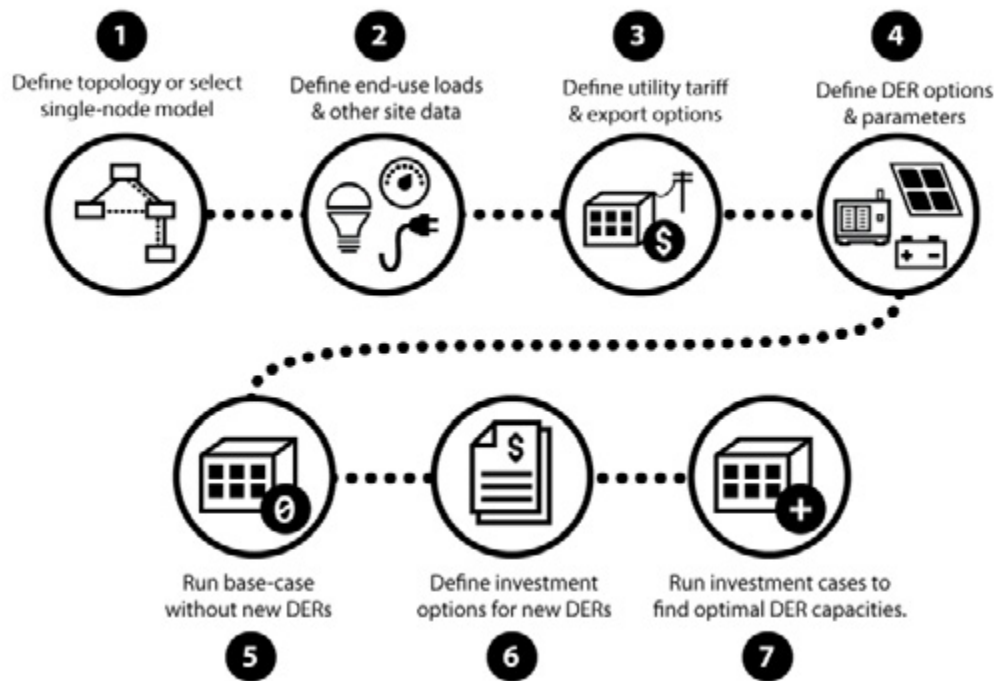 1
Define topology or select
single-node model
2
Define end-use loads
& other site data
3
Define utility tariff
& export options
$
4
Define DER options
& parameters
+ −
0
Run base-case
without new DERs
5
$
Define investment
options for new DERs
6
+
Run investment cases to
find optimal DER capacities.
7